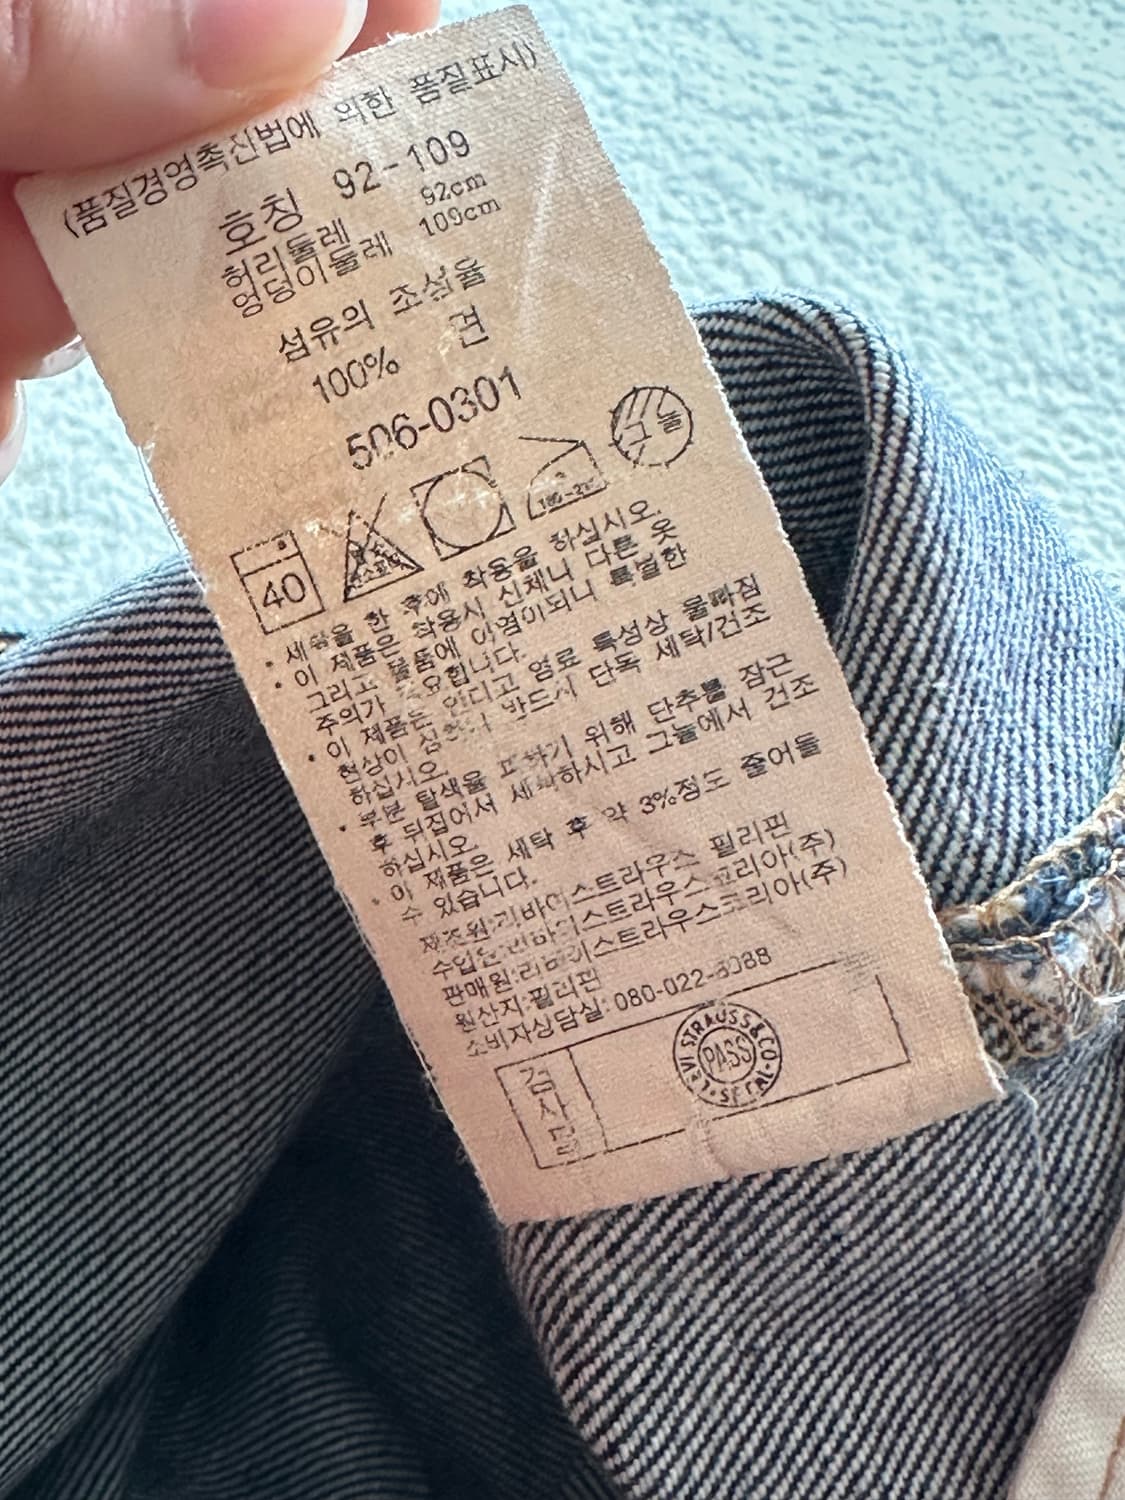 (품질경영촉진법에 의한 품질표시)
호칭 92-109
허리둘레 92cm
엉덩이둘레 109cm
섬유의 조성율
100% 면
506-0301
40
그늘
• 세탁을 한 후에 착용을 하십시오.
• 이 제품은 착용시 신체나 다른 옷
그리고 물품에 이염이되니 특별한
주의가 필요합니다.
• 이 제품은 인디고 염료 특성상 물빠짐
현상이 심하니 반드시 단독 세탁/건조
하십시오.
• 부분 탈색을 피하기 위해 단추를 잠근
후 뒤집어서 세탁하시고 그늘에서 건조
하십시오.
• 이 제품은 세탁 후 약 3%정도 줄어들
수 있습니다.
제조원:리바이스트라우스 필리핀
수입원:리바이스트라우스코리아(주)
판매원:리바이스트라우스코리아(주)
원산지:필리핀
소비자상담실: 080-022-
검사필
LEVI STRAUSS&CO
PASS